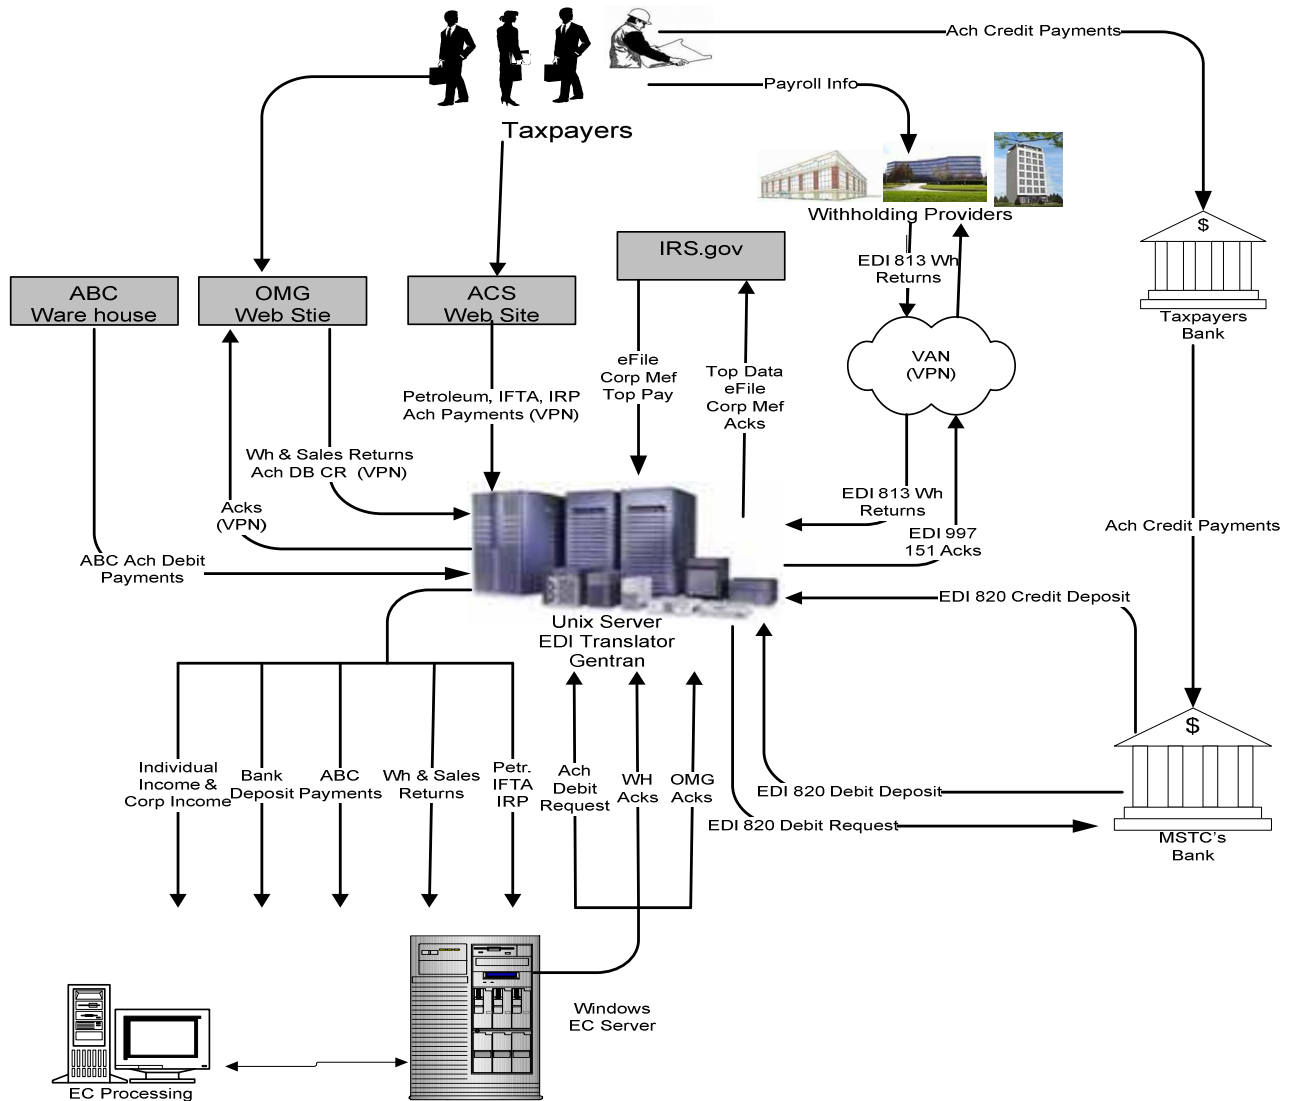 Ach Credit Payments
Payroll Info
Taxpayers
Withholding Providers
$
IRS.gov
EDI 813 Wh
Returns
ABC
Ware house
OMG
Web Stie
ACS
Web Site
Taxpayers
Bank
VAN
(VPN)
eFile
Corp Mef
Top Pay
Top Data
eFile
Corp Mef
Acks
Petroleum, IFTA, IRP
Ach Payments (VPN)
Wh & Sales Returns
Ach DB CR (VPN)
Acks
(VPN)
EDI 813 Wh
Returns
EDI 997
151 Acks
Ach Credit Payments
ABC Ach Debit
Payments
EDI 820 Credit Deposit
Unix Server
EDI Translator
Gentran
$
Individual
Income &
Corp Income
Bank
Deposit
ABC
Payments
Wh & Sales
Returns
Petr.
IFTA
IRP
Ach
Debit
Request
WH
Acks
OMG
Acks
EDI 820 Debit Deposit
EDI 820 Debit Request
MSTC's
Bank
Windows
EC Server
EC Processing